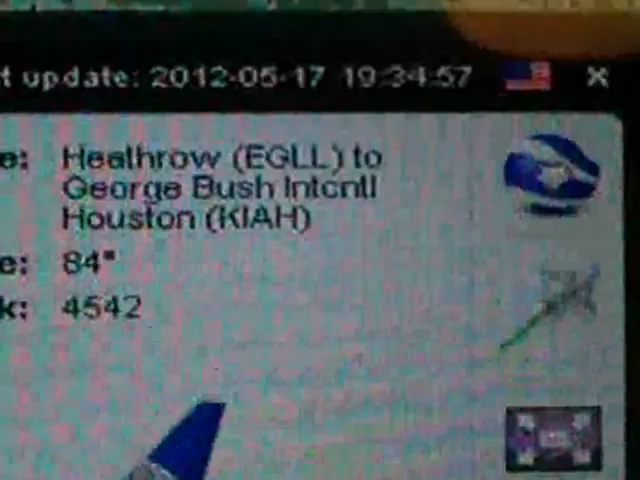 t update: 2012-05-17 19:34:57 x
e: Heathrow (EGLL) to
George Bush Intcntl
Houston (KIAH)
e: 84°
k: 4542